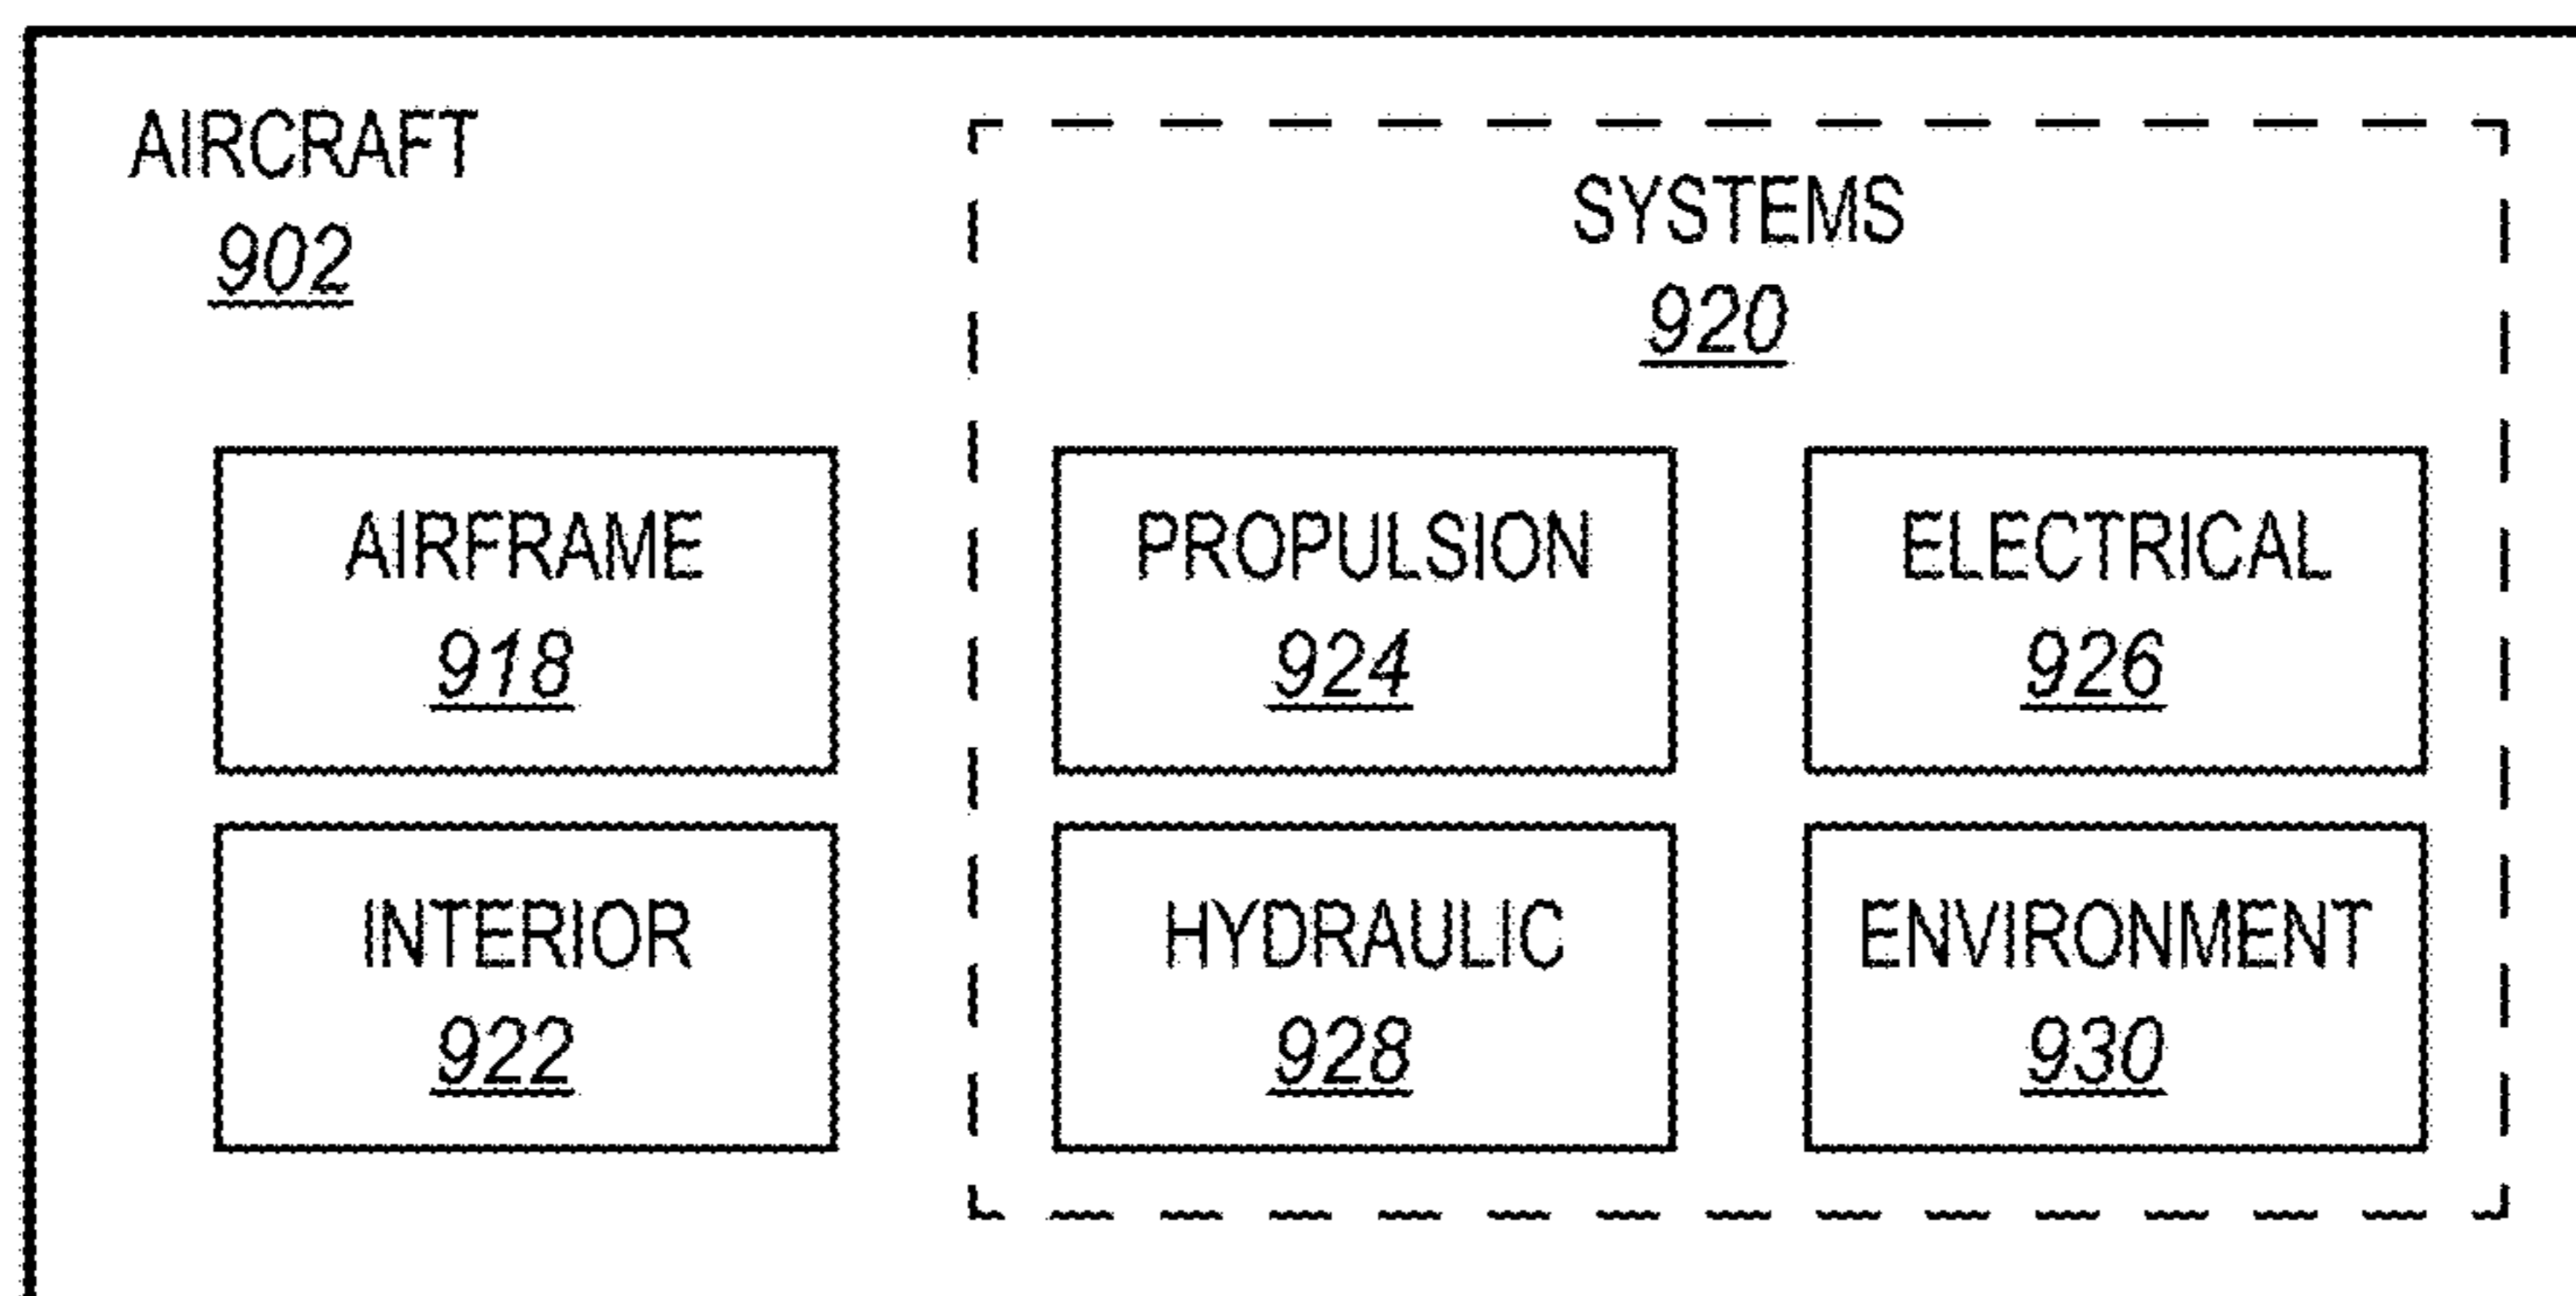 AIRCRAFT
902
SYSTEMS
920
AIRFRAME
918
PROPULSION
924
ELECTRICAL
926
INTERIOR
922
HYDRAULIC
928
ENVIRONMENT
930